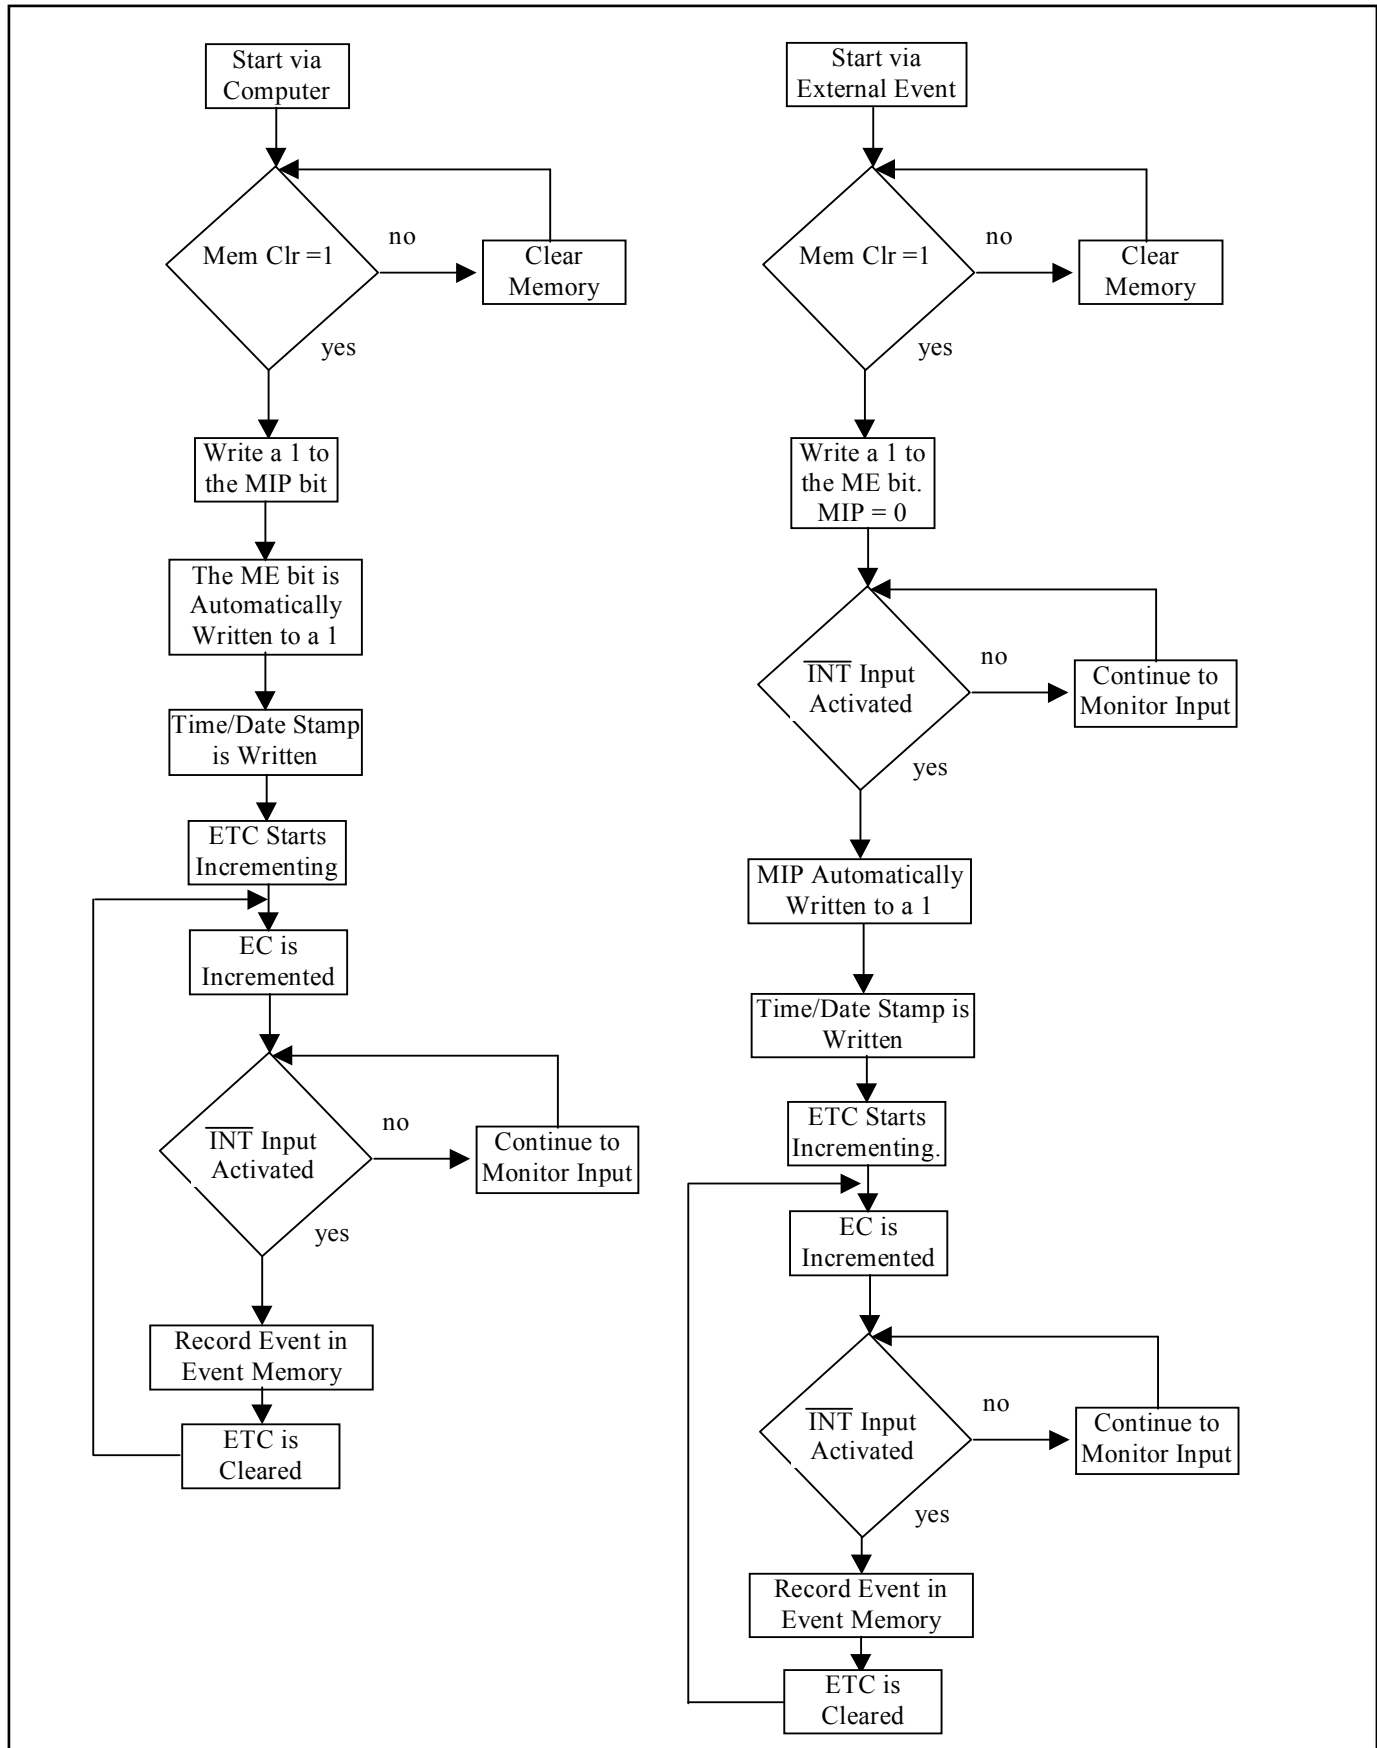 Start via
Computer
Mem Clr =1
no
Clear
Memory
yes
Write a 1 to
the MIP bit
The ME bit is
Automatically
Written to a 1
Time/Date Stamp
is Written
ETC Starts
Incrementing
EC is
Incremented
INT Input
Activated
no
Continue to
Monitor Input
yes
Record Event in
Event Memory
ETC is
Cleared
Start via
External Event
Mem Clr =1
no
Clear
Memory
yes
Write a 1 to
the ME bit.
MIP = 0
INT Input
Activated
no
Continue to
Monitor Input
yes
MIP Automatically
Written to a 1
Time/Date Stamp is
Written
ETC Starts
Incrementing.
EC is
Incremented
INT Input
Activated
no
Continue to
Monitor Input
yes
Record Event in
Event Memory
ETC is
Cleared